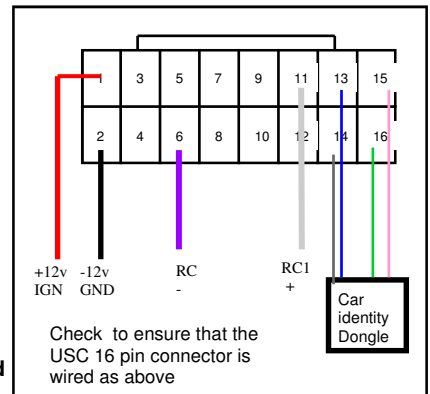 1 3 5 7 9 11 13 15
2 4 6 8 10 12 14 16
+12v -12v RC RC1
IGN GND - +
Car
identity
Dongle
Check to ensure that the
USC 16 pin connector is
wired as above